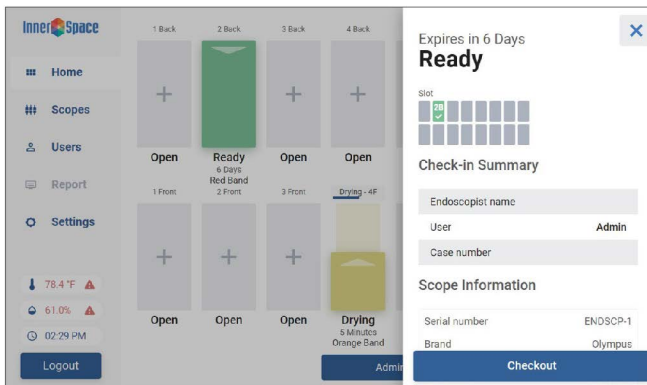 InnerSpace
Home
Scopes
Users
Report
Settings
78.4 °F
61.0%
02:29 PM
Logout
1 Back
2 Back
3 Back
4 Back
Open
Ready
6 Days
Red Band
Open
Open
1 Front
2 Front
3 Front
Drying - 4F
Open
Open
Open
Drying
5 Minutes
Orange Band
Expires in 6 Days
Ready
Slot
2B
Check-in Summary
Endoscopist name
User Admin
Case number
Scope Information
Serial number ENDSCP-1
Brand Olympus
Checkout